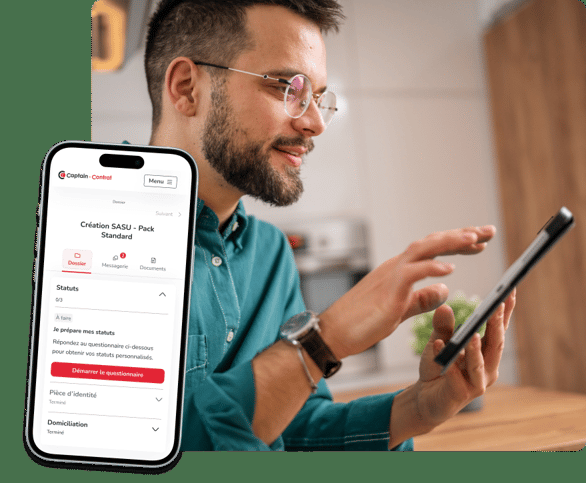 Captain · Contrat
Menu
Dossier
Suivant
Création SASU - Pack
Standard
Dossier
2
Messagerie
Documents
Statuts
0/3
À faire
Je prépare mes statuts
Répondez au questionnaire ci-dessous
pour obtenir vos statuts personnalisés.
Démarrer le questionnaire
Pièce d'identité
Terminé
Domiciliation
Terminé